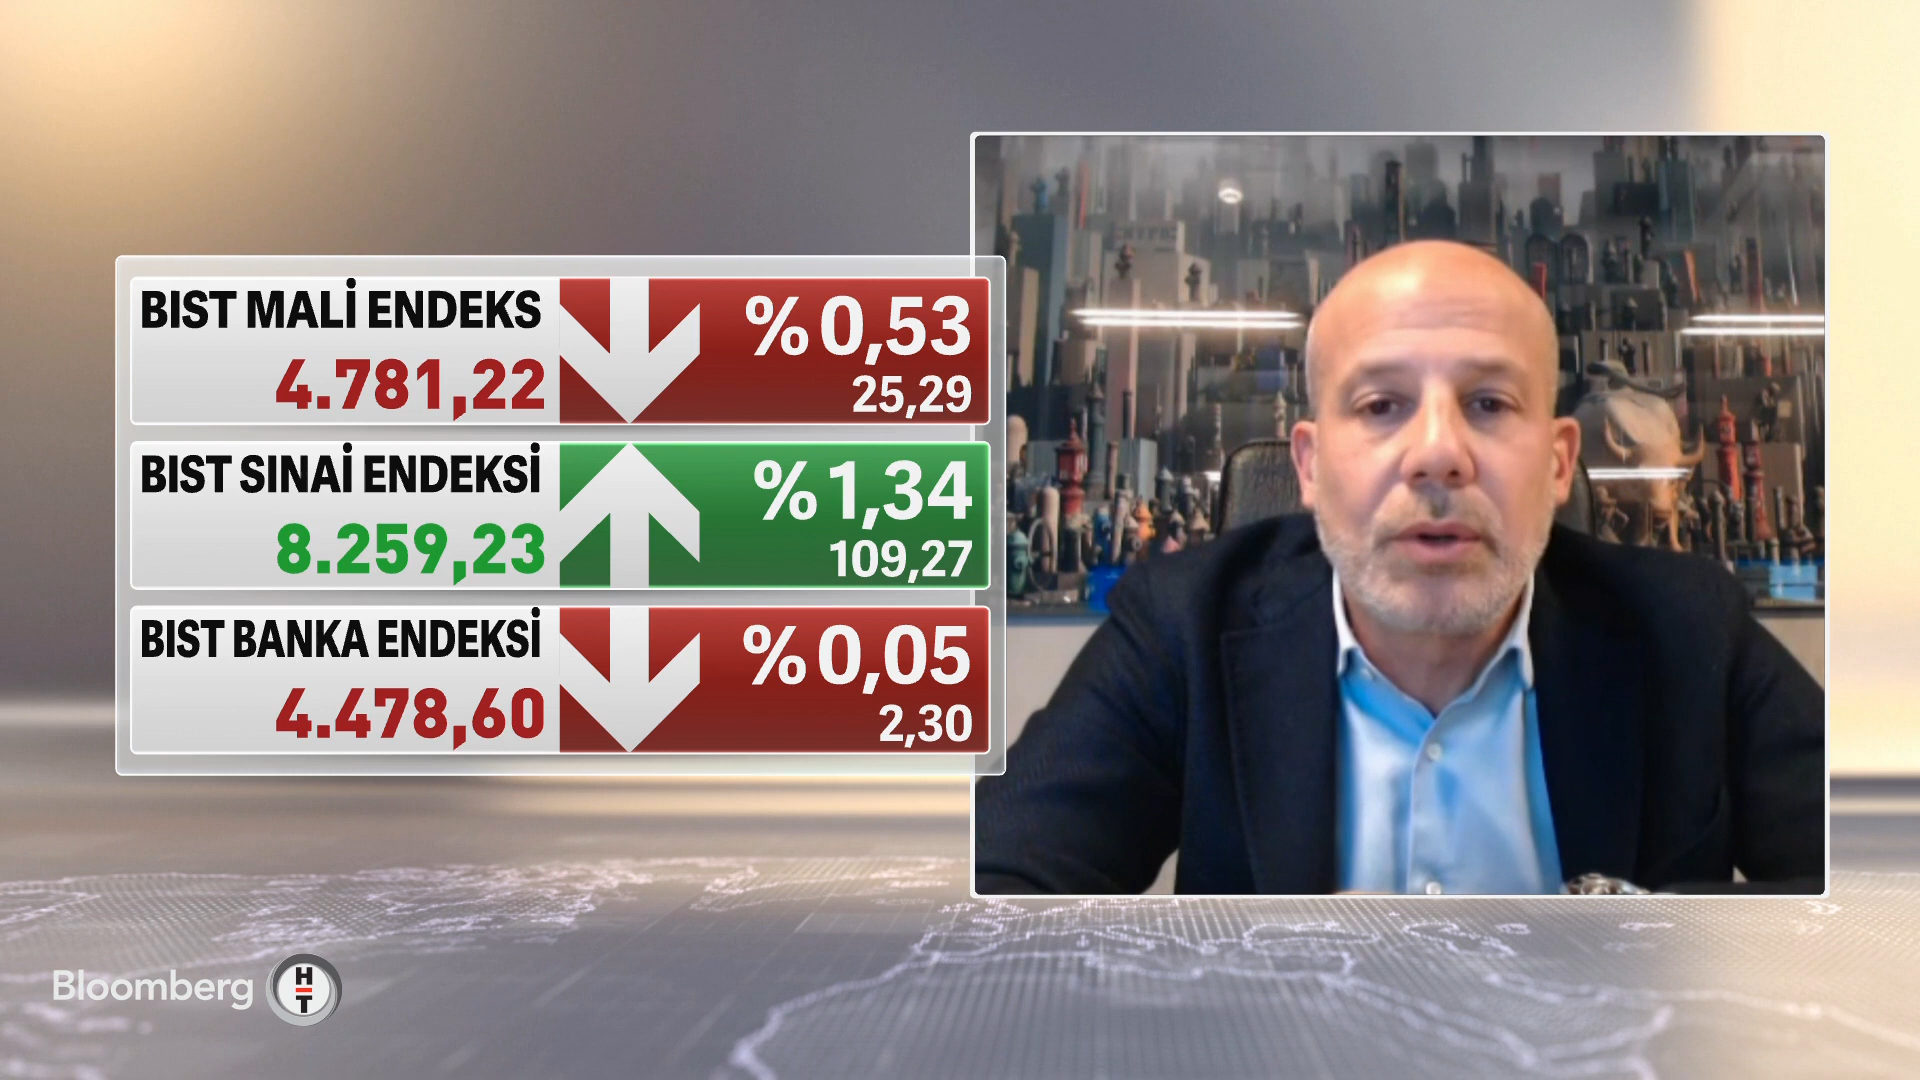 BIST MALİ ENDEKS
4.781,22
%0,53
25,29
BIST SINAİ ENDEKSİ
8.259,23
%1,34
109,27
BIST BANKA ENDEKSİ
4.478,60
%0,05
2,30
Bloomberg HT